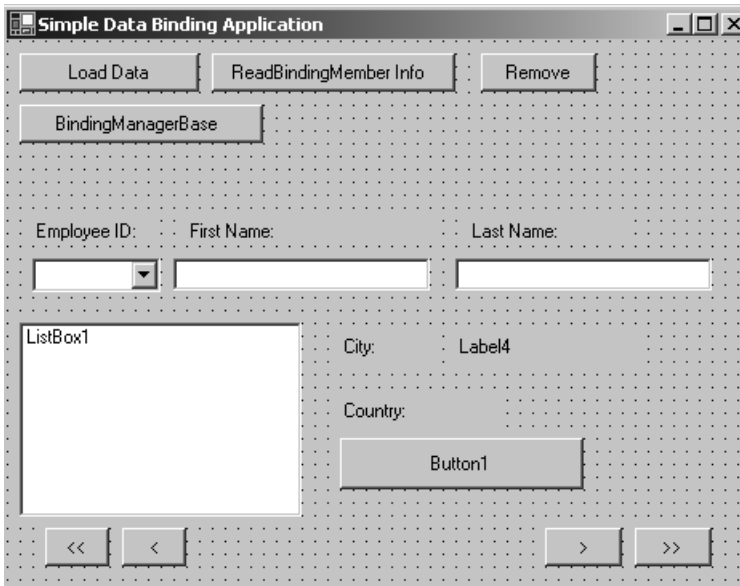 Simple Data Binding Application
Load Data ReadBindingMember Info Remove
BindingManagerBase
Employee ID: First Name: Last Name:
ListBox1
City: Label4
Country:
Button1
<< < > >>